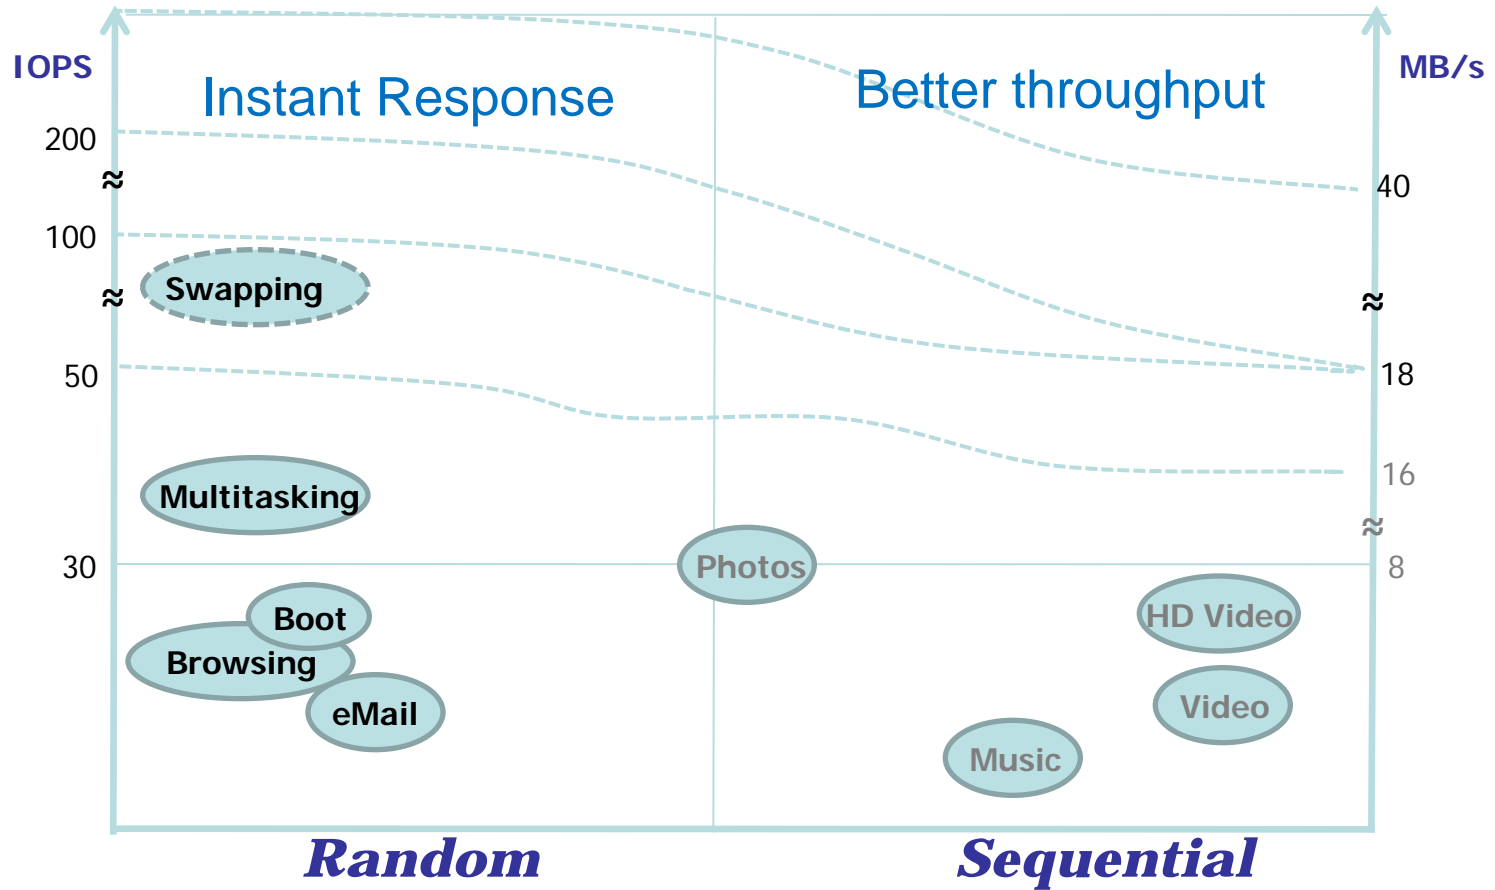 IOPS
MB/s
Instant Response
Better throughput
200
≈
40
100
Swapping
≈
≈
50
18
Multitasking
16
≈
30
Photos
8
Boot
HD Video
Browsing
eMail
Video
Music
Random
Sequential